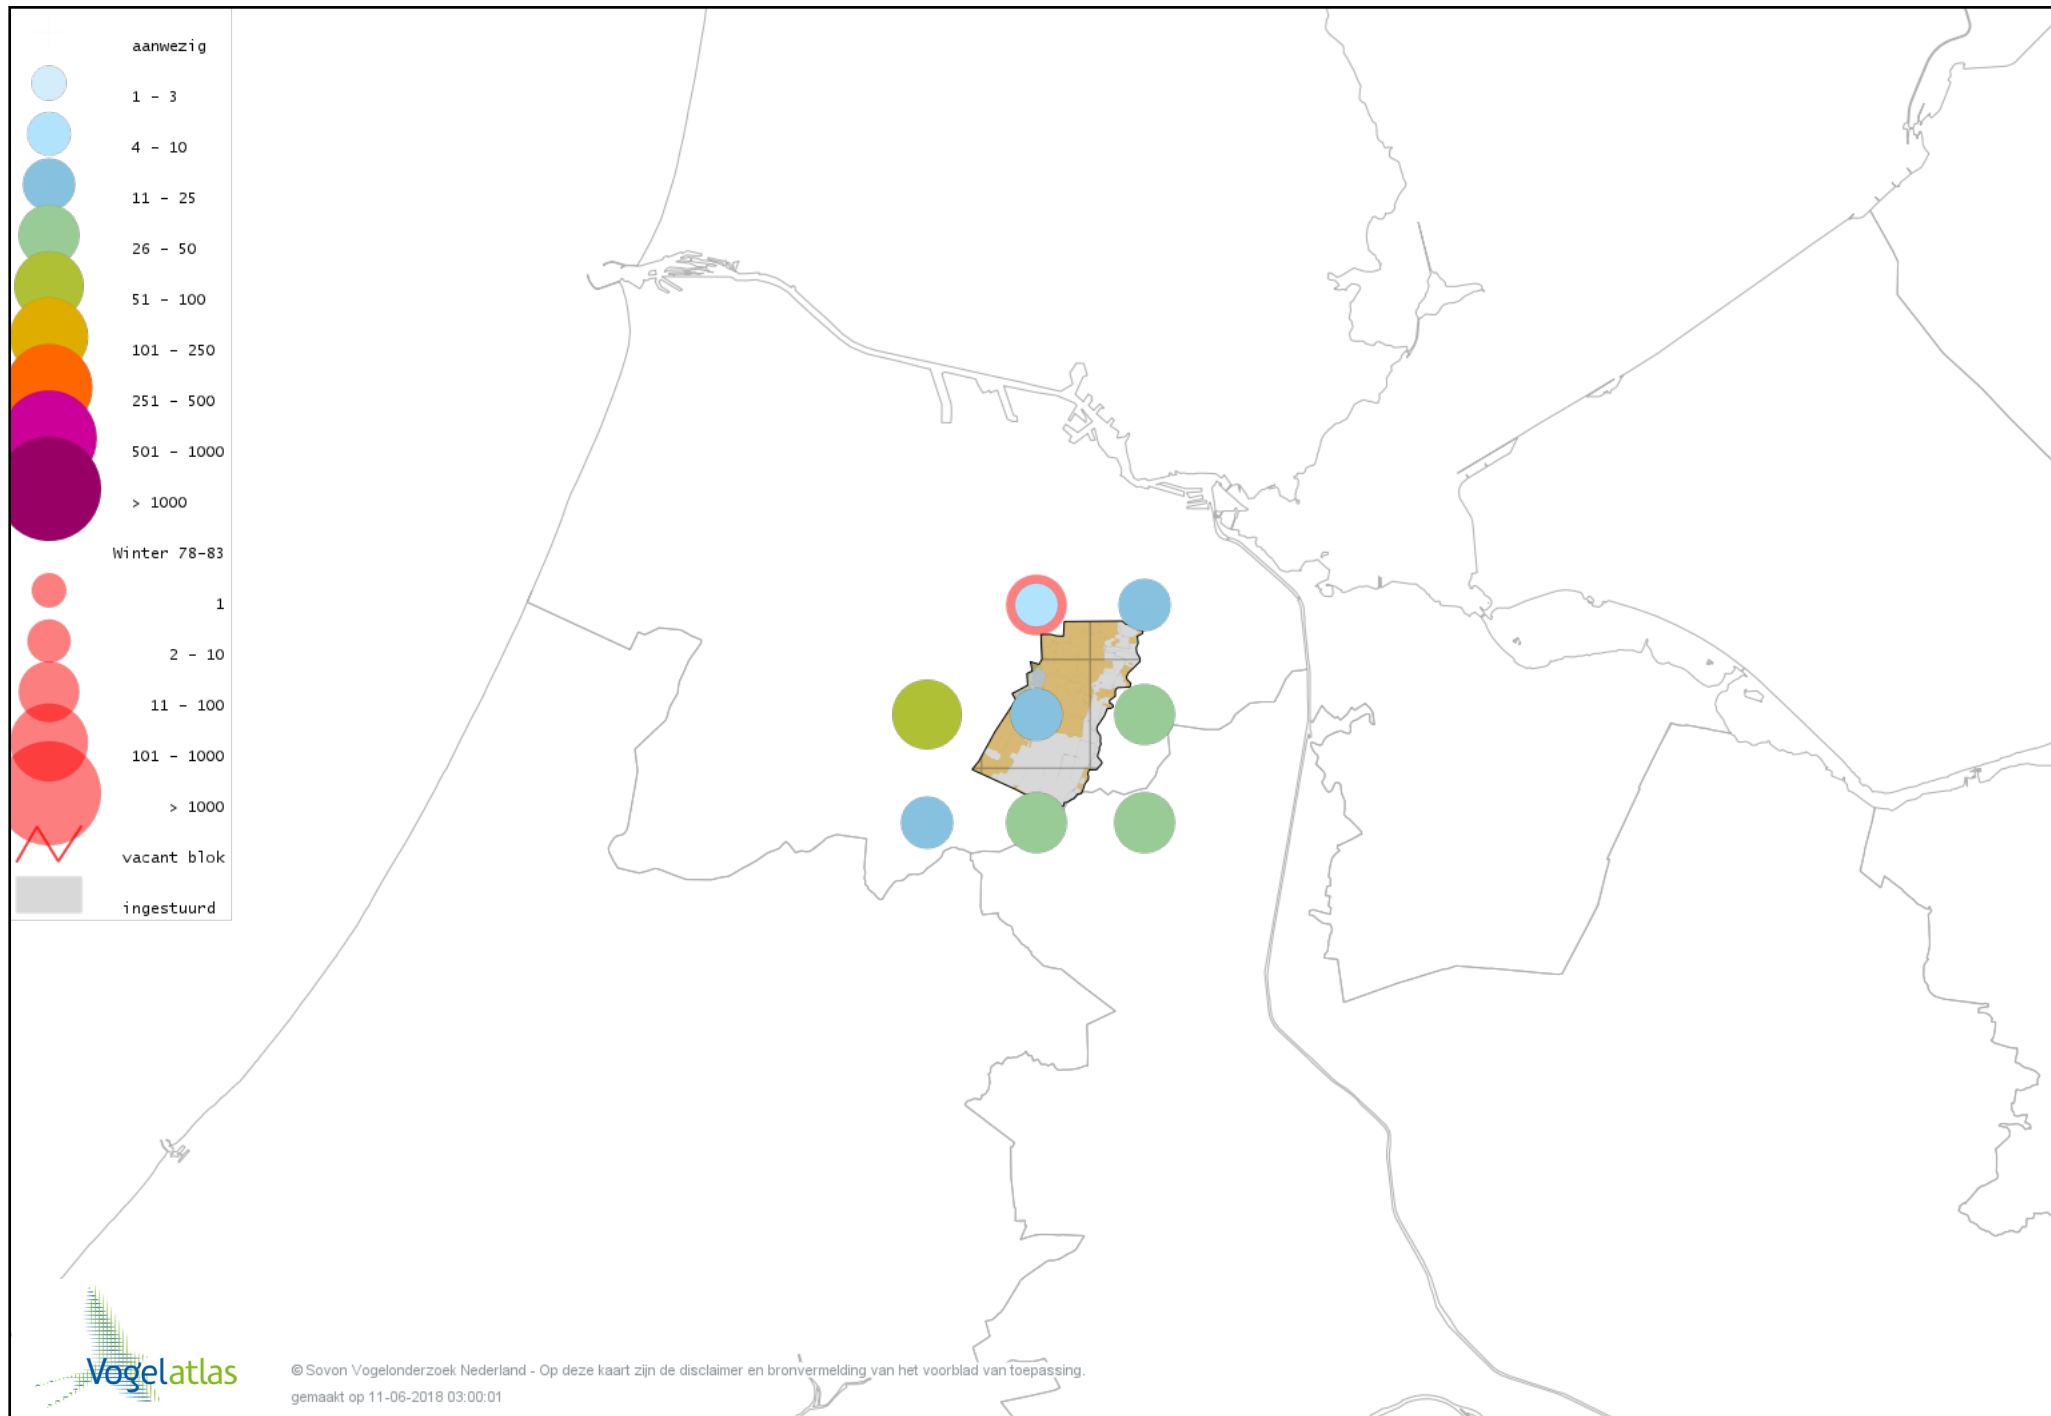 aanwezig
1 - 3
4 - 10
11 - 25
26 - 50
51 - 100
101 - 250
251 - 500
501 - 1000
> 1000
Winter 78-83
1
2 - 10
11 - 100
101 - 1000
> 1000
vacant blok
ingestuurd
Vogelatlas
© Sovon Vogelonderzoek Nederland - Op deze kaart zijn de disclaimer en bronvermelding van het voorblad van toepassing.
gemaakt op 11-06-2018 03:00:01